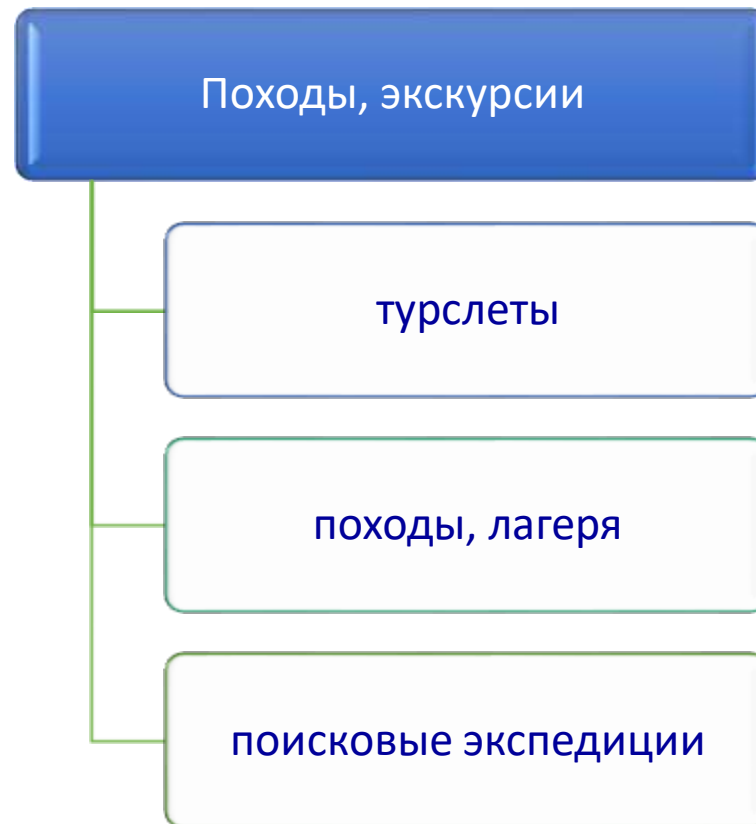 Походы, экскурсии
турслеты
походы, лагеря
поисковые экспедиции